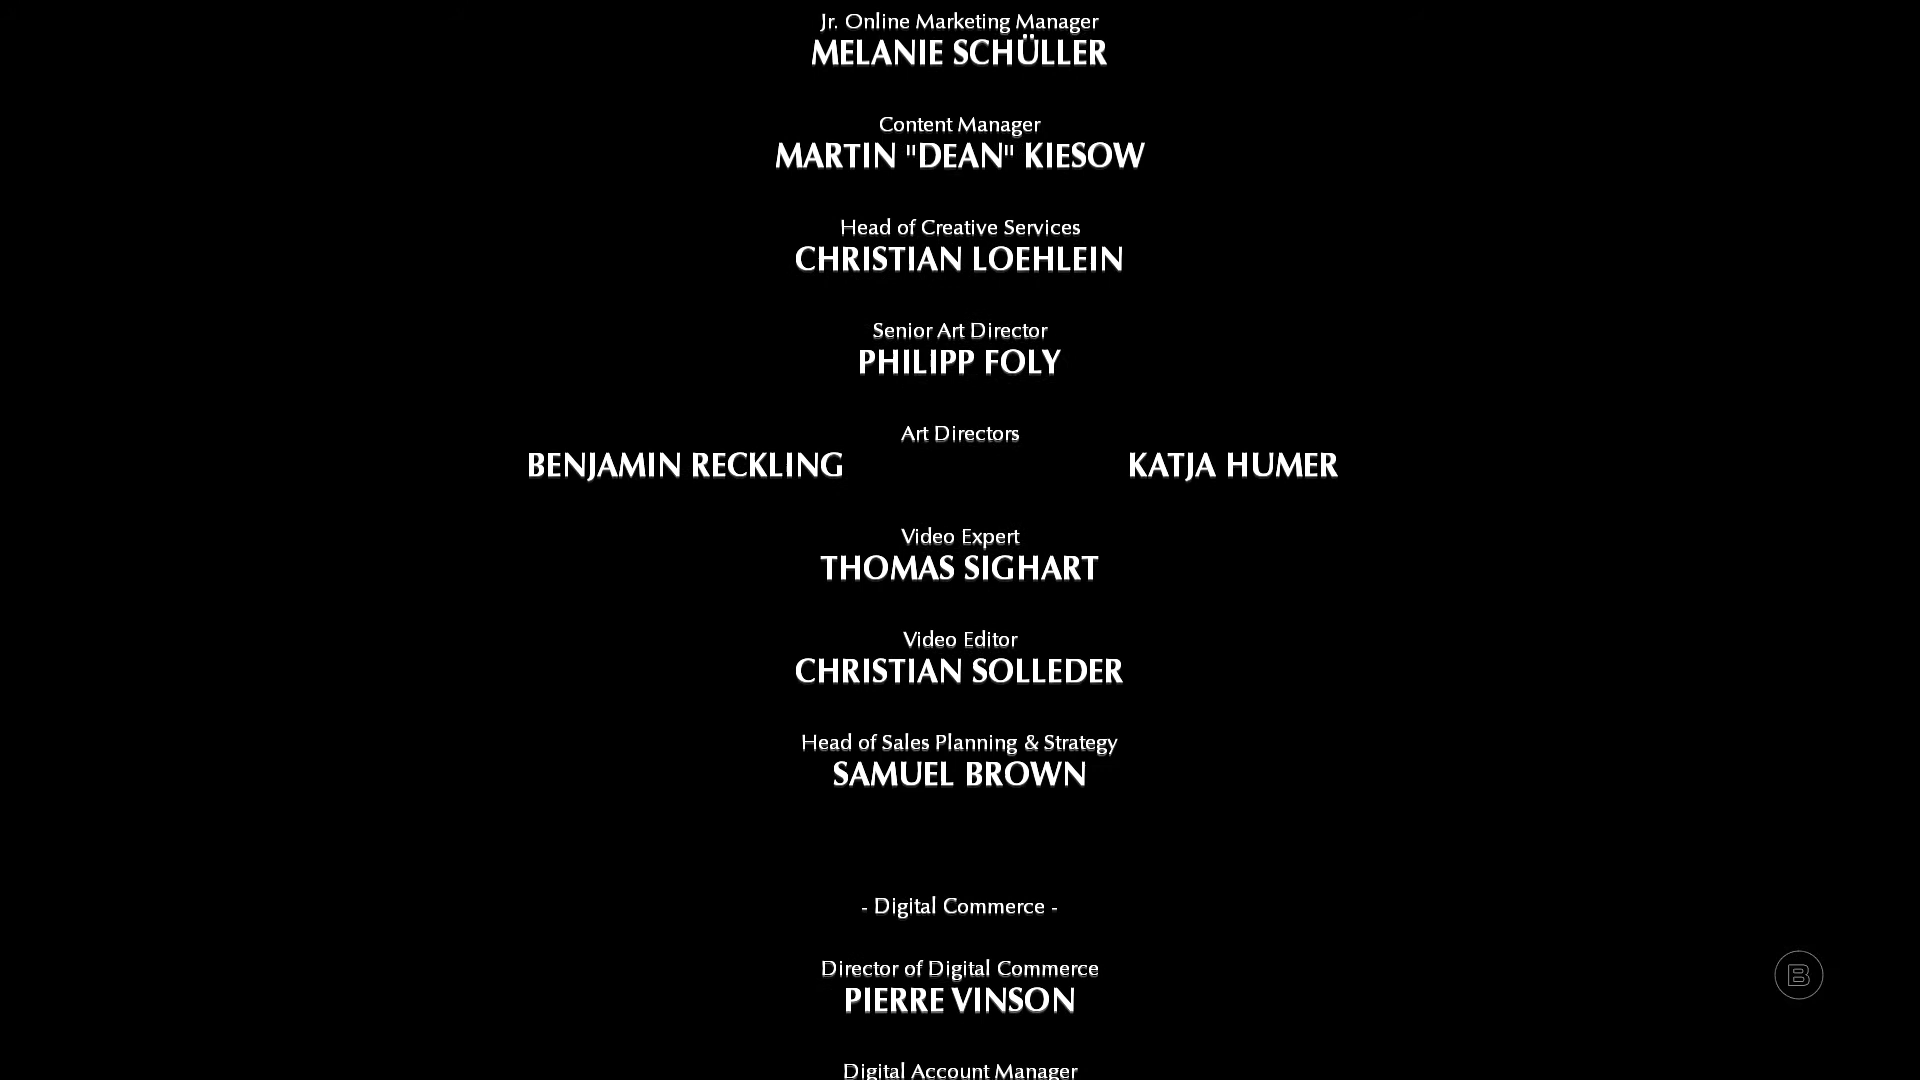 Jr. Online Marketing Manager
MELANIE SCHÜLLER
Content Manager
MARTIN "DEAN" KIESOW
Head of Creative Services
CHRISTIAN LOEHLEIN
Senior Art Director
PHILIPP FOLY
Art Directors
BENJAMIN RECKLING KATJA HUMER
Video Expert
THOMAS SIGHART
Video Editor
CHRISTIAN SOLLEDER
Head of Sales Planning & Strategy
SAMUEL BROWN
- Digital Commerce -
Director of Digital Commerce
PIERRE VINSON
B
Digital Account Manager